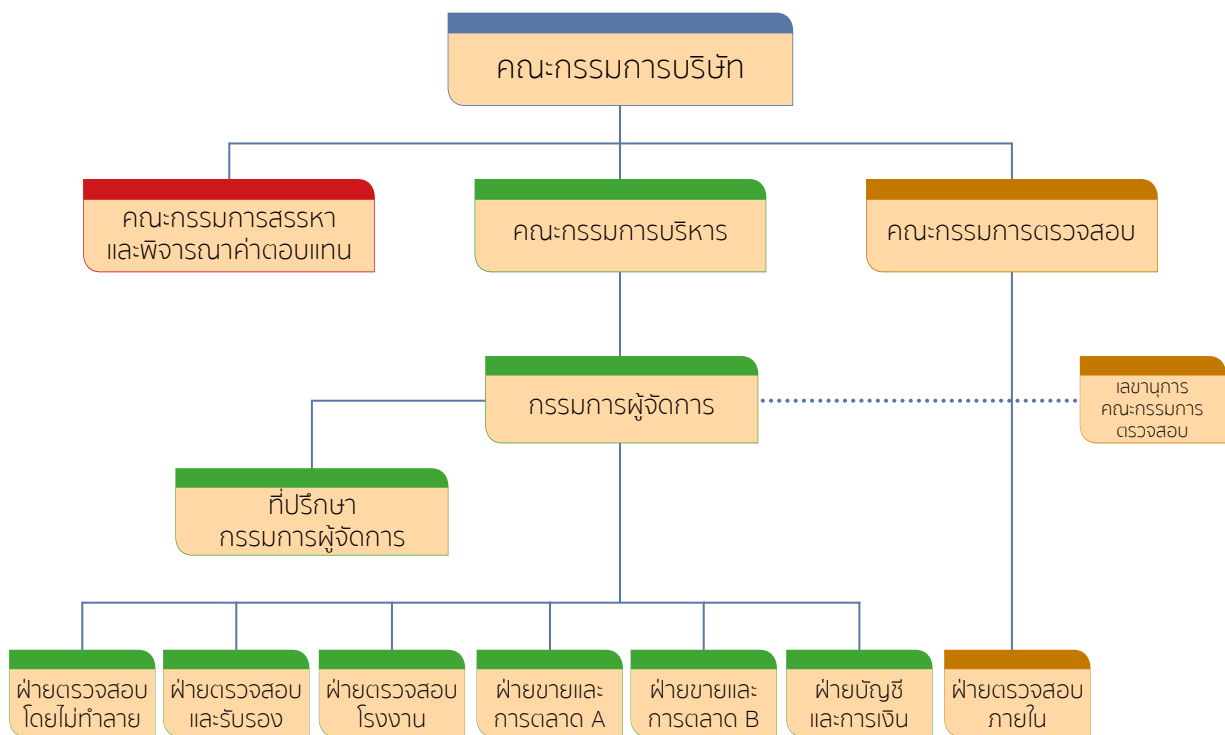 คณะกรรมการบริษัท
คณะกรรมการสรรหา
และพิจารณาค่าตอบแทน
คณะกรรมการบริหาร
คณะกรรมการตรวจสอบ
กรรมการผู้จัดการ
เลขานุการ
คณะกรรมการ
ตรวจสอบ
ที่ปรึกษา
กรรมการผู้จัดการ
ฝ่ายตรวจสอบ
โดยไม่ทำลาย
ฝ่ายตรวจสอบ
และรับรอง
ฝ่ายตรวจสอบ
โรงงาน
ฝ่ายขายและ
การตลาด A
ฝ่ายขายและ
การตลาด B
ฝ่ายบัญชี
และการเงิน
ฝ่ายตรวจสอบ
ภายใน